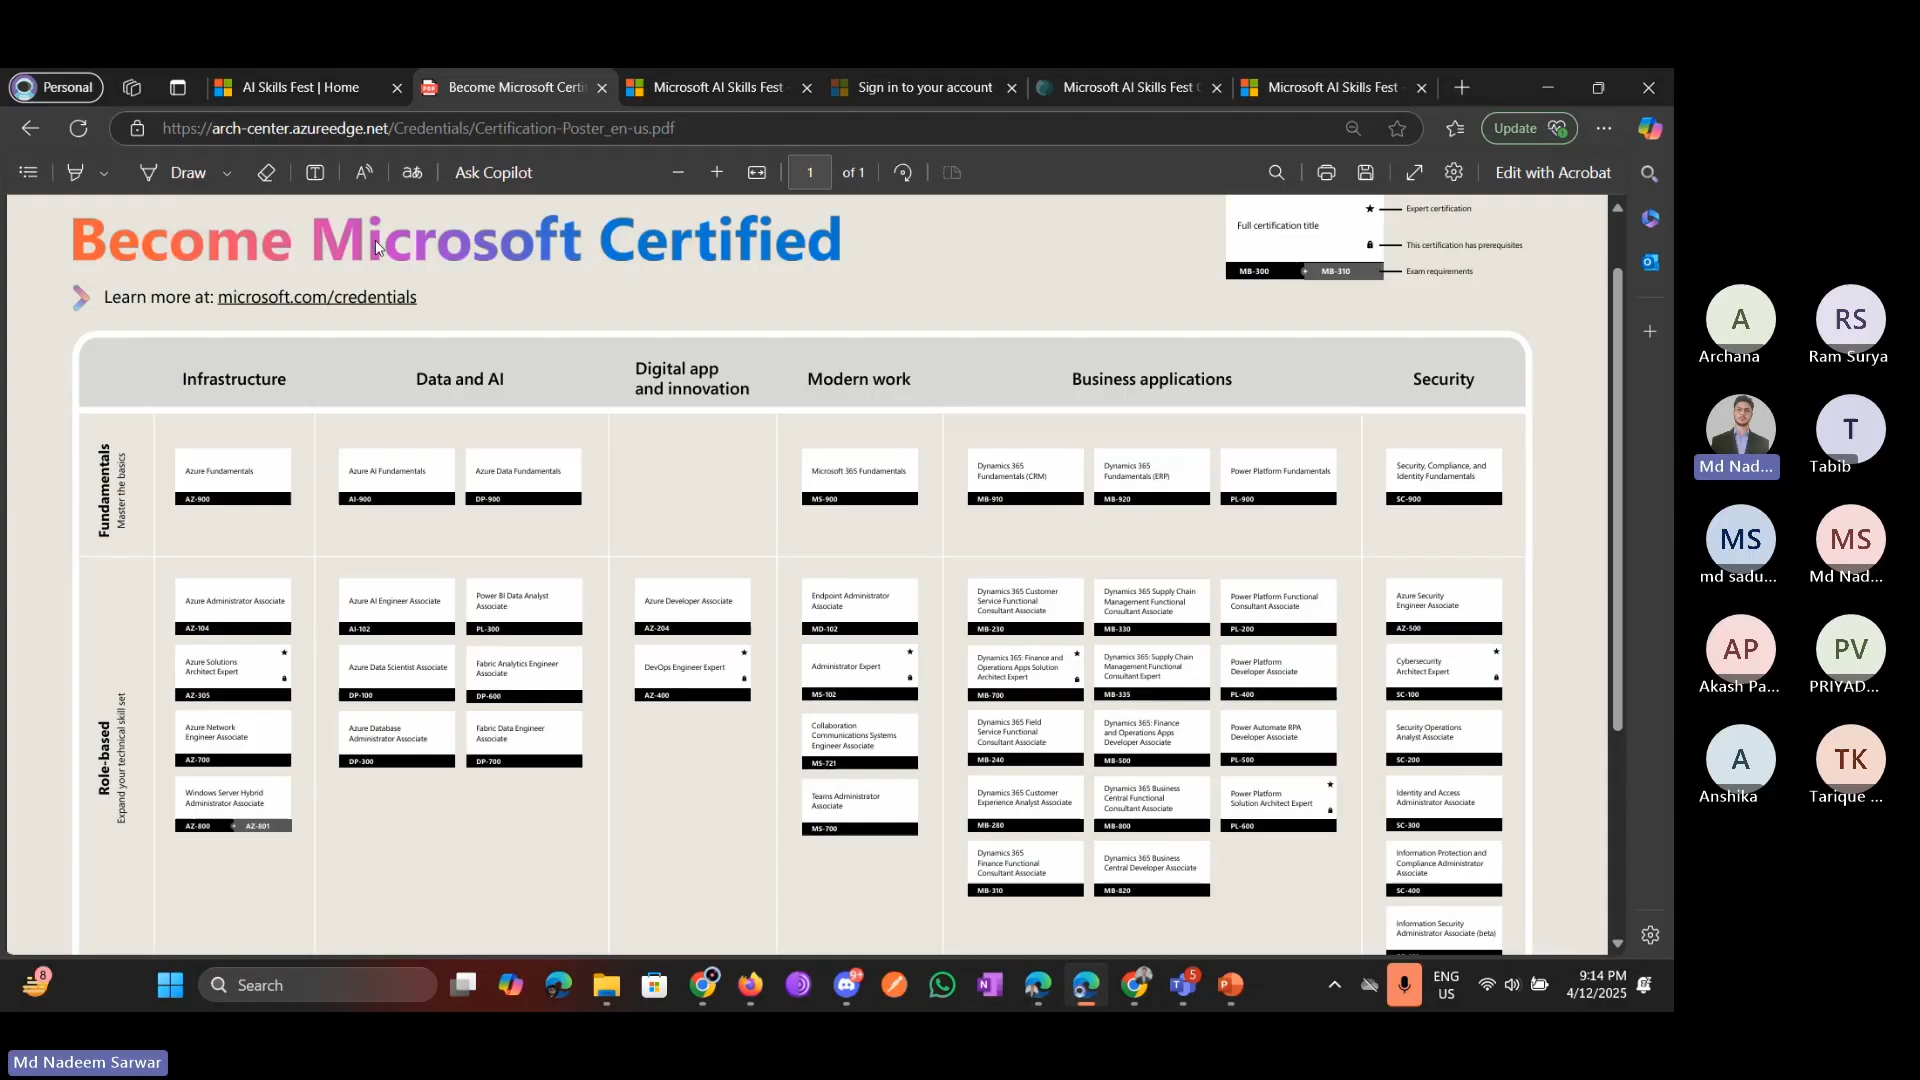 Personal
AI Skills Fest | Home
Become Microsoft Certi
Microsoft AI Skills Fest -
Sign in to your account
Microsoft AI Skills Fest C
Microsoft AI Skills Fest -
https://arch-center.azureedge.net/Credentials/Certification-Poster_en-us.pdf
Update
Draw
Ask Copilot
1
of 1
Edit with Acrobat
Become Microsoft Certified
Learn more at: microsoft.com/credentials
Full certification title
MB-300 + MB-310
Expert certification
This certification has prerequisites
Exam requirements
Infrastructure
Data and AI
Digital app
and innovation
Modern work
Business applications
Security
Fundamentals
Master the basics
Azure Fundamentals
AZ-900
Azure AI Fundamentals
AI-900
Azure Data Fundamentals
DP-900
Microsoft 365 Fundamentals
MS-900
Dynamics 365
Fundamentals (CRM)
MB-910
Dynamics 365
Fundamentals (ERP)
MB-920
Power Platform Fundamentals
PL-900
Security, Compliance, and
Identity Fundamentals
SC-900
Role-based
Expand your technical skill set
Azure Administrator Associate
AZ-104
Azure Solutions
Architect Expert
AZ-305
Azure Network
Engineer Associate
AZ-700
Windows Server Hybrid
Administrator Associate
AZ-800 + AZ-801
Azure AI Engineer Associate
AI-102
Azure Data Scientist Associate
DP-100
Azure Database
Administrator Associate
DP-300
Power BI Data Analyst
Associate
PL-300
Fabric Analytics Engineer
Associate
DP-600
Fabric Data Engineer
Associate
DP-700
Azure Developer Associate
AZ-204
DevOps Engineer Expert
AZ-400
Endpoint Administrator
Associate
MD-102
Administrator Expert
MS-102
Collaboration
Communications Systems
Engineer Associate
MS-721
Teams Administrator
Associate
MS-700
Dynamics 365 Customer
Service Functional
Consultant Associate
MB-230
Dynamics 365: Finance and
Operations Apps Solution
Architect Expert
MB-700
Dynamics 365 Field
Service Functional
Consultant Associate
MB-240
Dynamics 365 Customer
Experience Analyst Associate
MB-280
Dynamics 365
Finance Functional
Consultant Associate
MB-310
Dynamics 365 Supply Chain
Management Functional
Consultant Associate
MB-330
Dynamics 365: Supply Chain
Management Functional
Consultant Expert
MB-335
Dynamics 365: Finance
and Operations Apps
Developer Associate
MB-500
Dynamics 365 Business
Central Functional
Consultant Associate
MB-800
Dynamics 365 Business
Central Developer Associate
MB-820
Power Platform Functional
Consultant Associate
PL-200
Power Platform
Developer Associate
PL-400
Power Automate RPA
Developer Associate
PL-500
Power Platform
Solution Architect Expert
PL-600
Azure Security
Engineer Associate
AZ-500
Cybersecurity
Architect Expert
SC-100
Security Operations
Analyst Associate
SC-200
Identity and Access
Administrator Associate
SC-300
Information Protection and
Compliance Administrator
Associate
SC-400
Information Security
Administrator Associate (beta)
A
Archana
RS
Ram Surya
Md Nad...
T
Tabib
MS
md sadu...
MS
Md Nad...
AP
Akash Pa...
PV
PRIYAD...
A
Anshika
TK
Tarique ...
8
Search
9+
5
ENG
US
9:14 PM
4/12/2025
Md Nadeem Sarwar